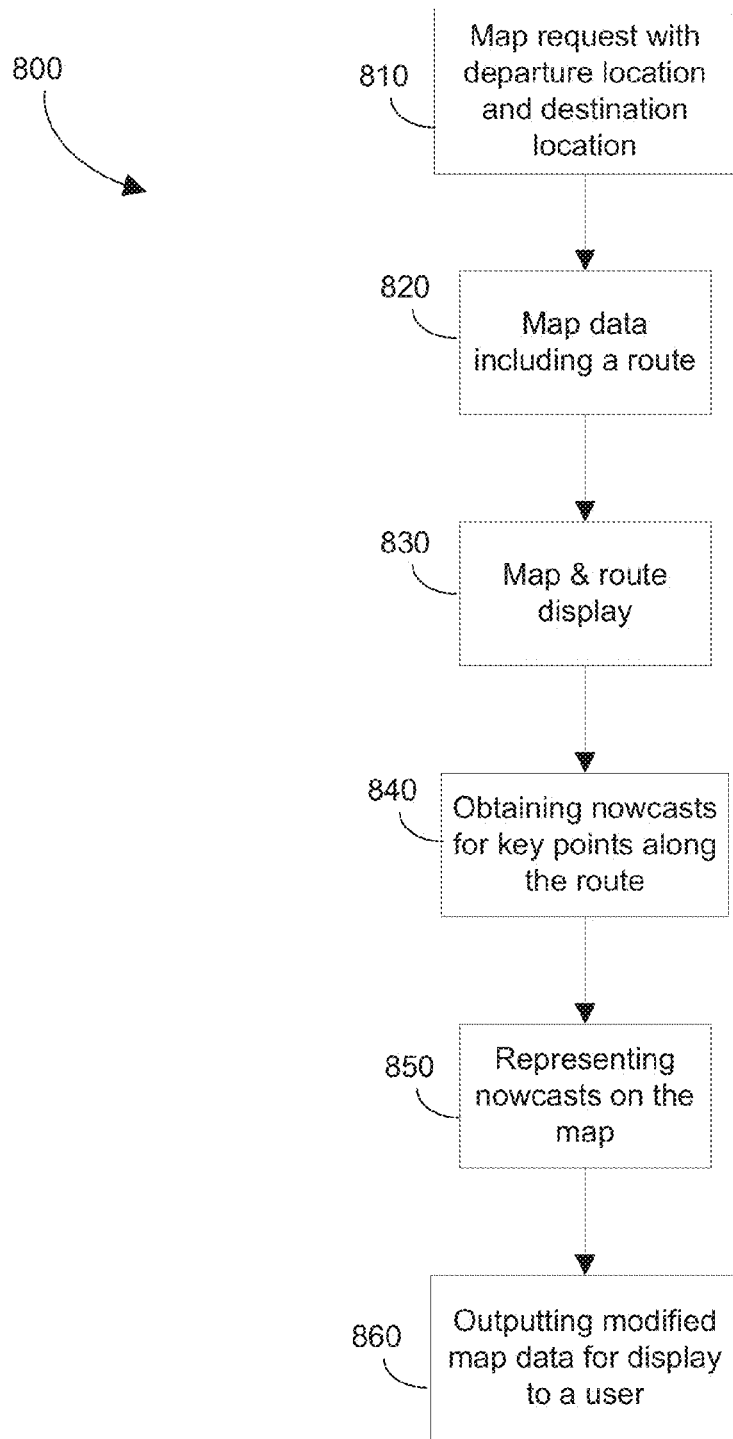 800
810
Map request with
departure location
and destination
location
820
Map data
including a route
830
Map & route
display
840
Obtaining nowcasts
for key points along
the route
850
Representing
nowcasts on the
map
860
Outputting modified
map data for display
to a user